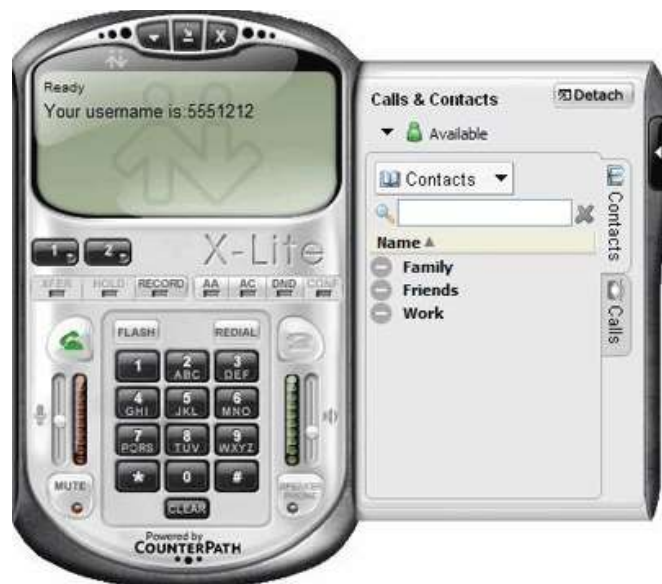 X
Ready
Your username is:5551212
1 2
X-Lite
XFER HOLD RECORD AA AC DND CONF
FLASH REDIAL
1 2 ABC 3 DEF
4 GHI 5 JKL 6 MNO
7 PQRS 8 TUV 9 WXYZ
* 0 #
MUTE
SPEAKER PHONE
CLEAR
Powered by
COUNTERPATH
Calls & Contacts Detach
Available
Contacts
Name
Family
Friends
Work
Contacts
Calls